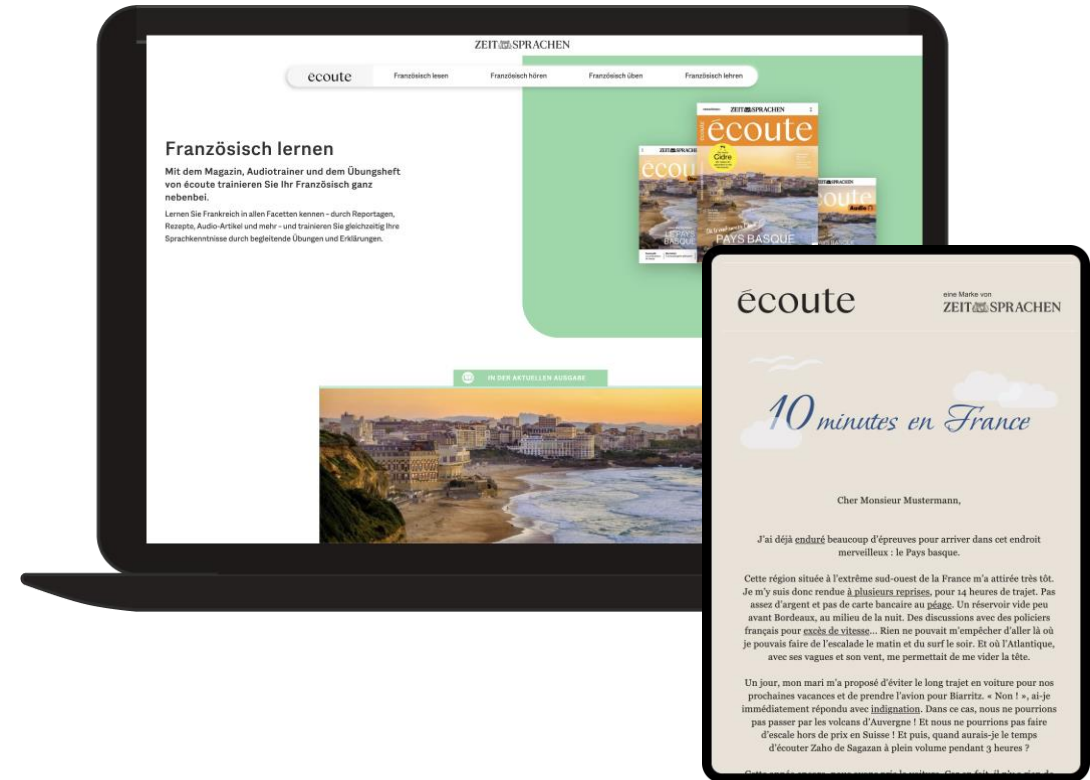 ZEIT SPRACHEN
écoute
Französisch lesen
Französisch hören
Französisch üben
Französisch lehren
Französisch lernen
Mit dem Magazin, Audiotrainer und dem Übungsheft
von écoute trainieren Sie Ihr Französisch ganz
nebenbei.
Lernen Sie Frankreich in allen Facetten kennen – durch Reportagen,
Rezepte, Audio-Artikel und mehr – und trainieren Sie gleichzeitig Ihre
Sprachkenntnisse durch begleitende Übungen und Erklärungen.
ZEIT SPRACHEN
écoute
Cidre
PAYS BASQUE
Audio
IN DER AKTUELLEN AUSGABE
écoute
eine Marke von
ZEIT SPRACHEN
10 minutes en France
Cher Monsieur Mustermann,
J'ai déjà enduré beaucoup d'épreuves pour arriver dans cet endroit
merveilleux : le Pays basque.
Cette région située à l'extrême sud-ouest de la France m'a attirée très tôt.
Je m'y suis donc rendue à plusieurs reprises, pour 14 heures de trajet. Pas
assez d'argent et pas de carte bancaire au péage. Un réservoir vide peu
avant Bordeaux, au milieu de la nuit. Des discussions avec des policiers
français pour excès de vitesse... Rien ne pouvait m'empêcher d'aller là où
je pouvais faire de l'escalade le matin et du surf le soir. Et où l'Atlantique,
avec ses vagues et son vent, me permettait de me vider la tête.
Un jour, mon mari m'a proposé d'éviter le long trajet en voiture pour nos
prochaines vacances et de prendre l'avion pour Biarritz. « Non ! », ai-je
immédiatement répondu avec indignation. Dans ce cas, nous ne pourrions
pas passer par les volcans d'Auvergne ! Et nous ne pourrions pas faire
d'escale hors de prix en Suisse ! Et puis, quand aurais-je le temps
d'écouter Zaho de Sagazan à plein volume pendant 3 heures ?